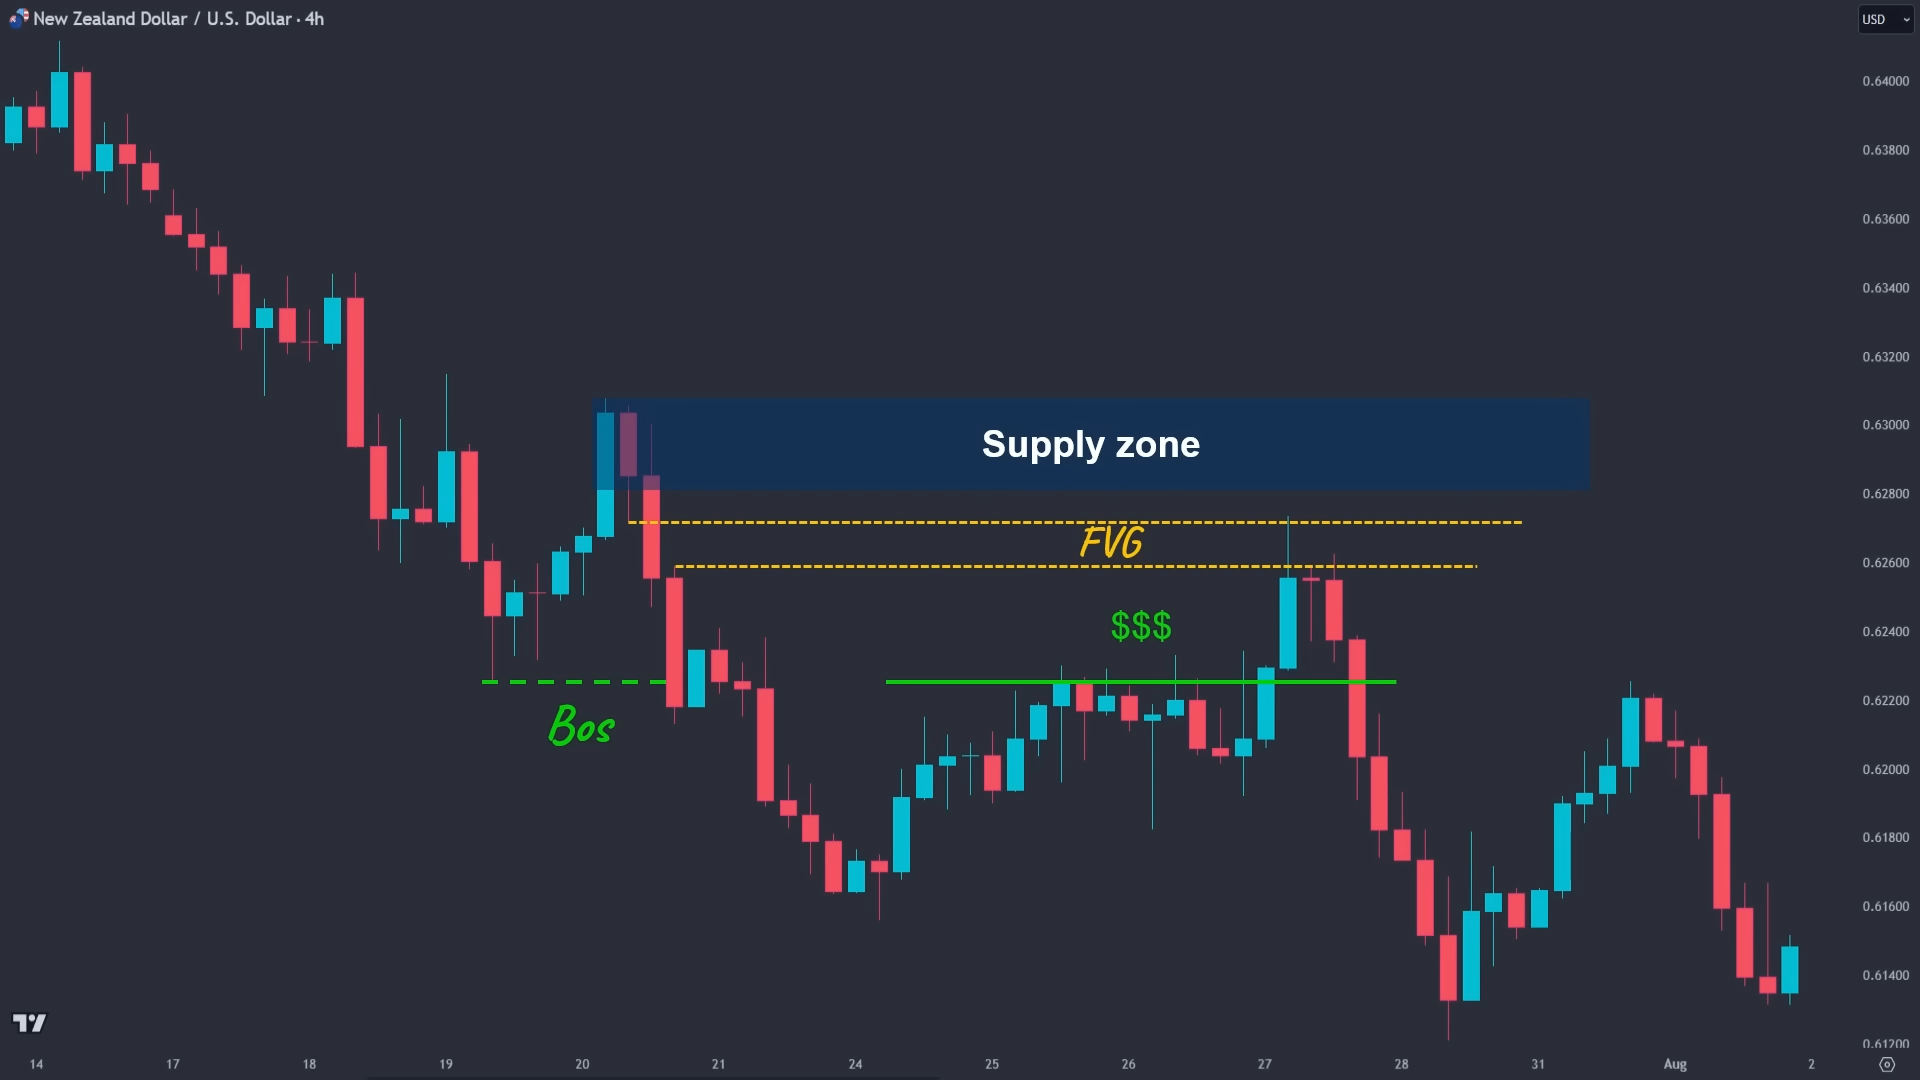 New Zealand Dollar / U.S. Dollar · 4h
USD
0.64000
0.63800
0.63600
0.63400
0.63200
0.63000
0.62800
0.62600
0.62400
0.62200
0.62000
0.61800
0.61600
0.61400
0.61200
Supply zone
FVG
$$$
Bos
14 17 18 19 20 21 24 25 26 27 28 31 Aug 2